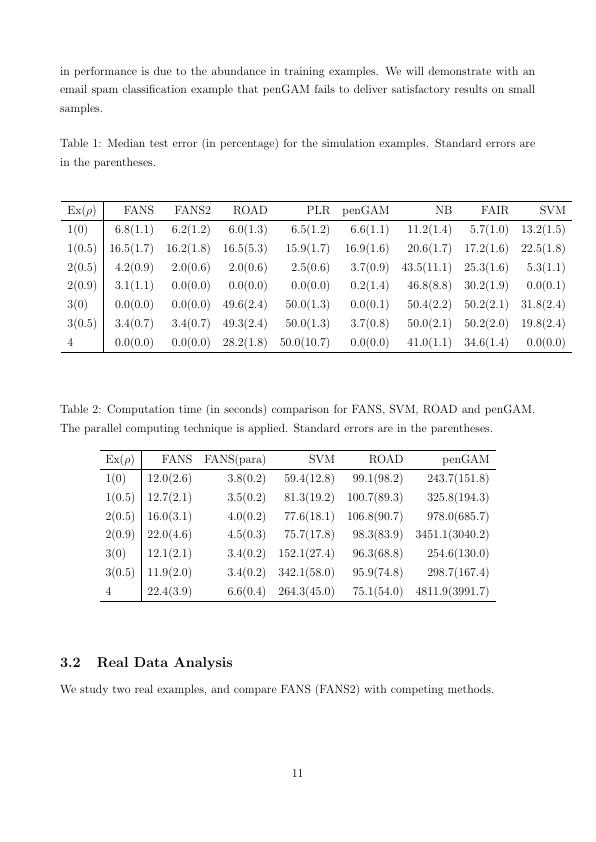 in performance is due to the abundance in training examples. We will demonstrate with an
email spam classification example that penGAM fails to deliver satisfactory results on small
samples.
Table 1: Median test error (in percentage) for the simulation examples. Standard errors are
in the parentheses.
Ex(ρ) FANS FANS2 ROAD PLR penGAM NB FAIR SVM
1(0) 6.8(1.1) 6.2(1.2) 6.0(1.3) 6.5(1.2) 6.6(1.1) 11.2(1.4) 5.7(1.0) 13.2(1.5)
1(0.5) 16.5(1.7) 16.2(1.8) 16.5(5.3) 15.9(1.7) 16.9(1.6) 20.6(1.7) 17.2(1.6) 22.5(1.8)
2(0.5) 4.2(0.9) 2.0(0.6) 2.0(0.6) 2.5(0.6) 3.7(0.9) 43.5(11.1) 25.3(1.6) 5.3(1.1)
2(0.9) 3.1(1.1) 0.0(0.0) 0.0(0.0) 0.0(0.0) 0.2(1.4) 46.8(8.8) 30.2(1.9) 0.0(0.1)
3(0) 0.0(0.0) 0.0(0.0) 49.6(2.4) 50.0(1.3) 0.0(0.1) 50.4(2.2) 50.2(2.1) 31.8(2.4)
3(0.5) 3.4(0.7) 3.4(0.7) 49.3(2.4) 50.0(1.3) 3.7(0.8) 50.0(2.1) 50.2(2.0) 19.8(2.4)
4 0.0(0.0) 0.0(0.0) 28.2(1.8) 50.0(10.7) 0.0(0.0) 41.0(1.1) 34.6(1.4) 0.0(0.0)
Table 2: Computation time (in seconds) comparison for FANS, SVM, ROAD and penGAM.
The parallel computing technique is applied. Standard errors are in the parentheses.
Ex(ρ) FANS FANS(para) SVM ROAD penGAM
1(0) 12.0(2.6) 3.8(0.2) 59.4(12.8) 99.1(98.2) 243.7(151.8)
1(0.5) 12.7(2.1) 3.5(0.2) 81.3(19.2) 100.7(89.3) 325.8(194.3)
2(0.5) 16.0(3.1) 4.0(0.2) 77.6(18.1) 106.8(90.7) 978.0(685.7)
2(0.9) 22.0(4.6) 4.5(0.3) 75.7(17.8) 98.3(83.9) 3451.1(3040.2)
3(0) 12.1(2.1) 3.4(0.2) 152.1(27.4) 96.3(68.8) 254.6(130.0)
3(0.5) 11.9(2.0) 3.4(0.2) 342.1(58.0) 95.9(74.8) 298.7(167.4)
4 22.4(3.9) 6.6(0.4) 264.3(45.0) 75.1(54.0) 4811.9(3991.7)
3.2 Real Data Analysis
We study two real examples, and compare FANS (FANS2) with competing methods.
11